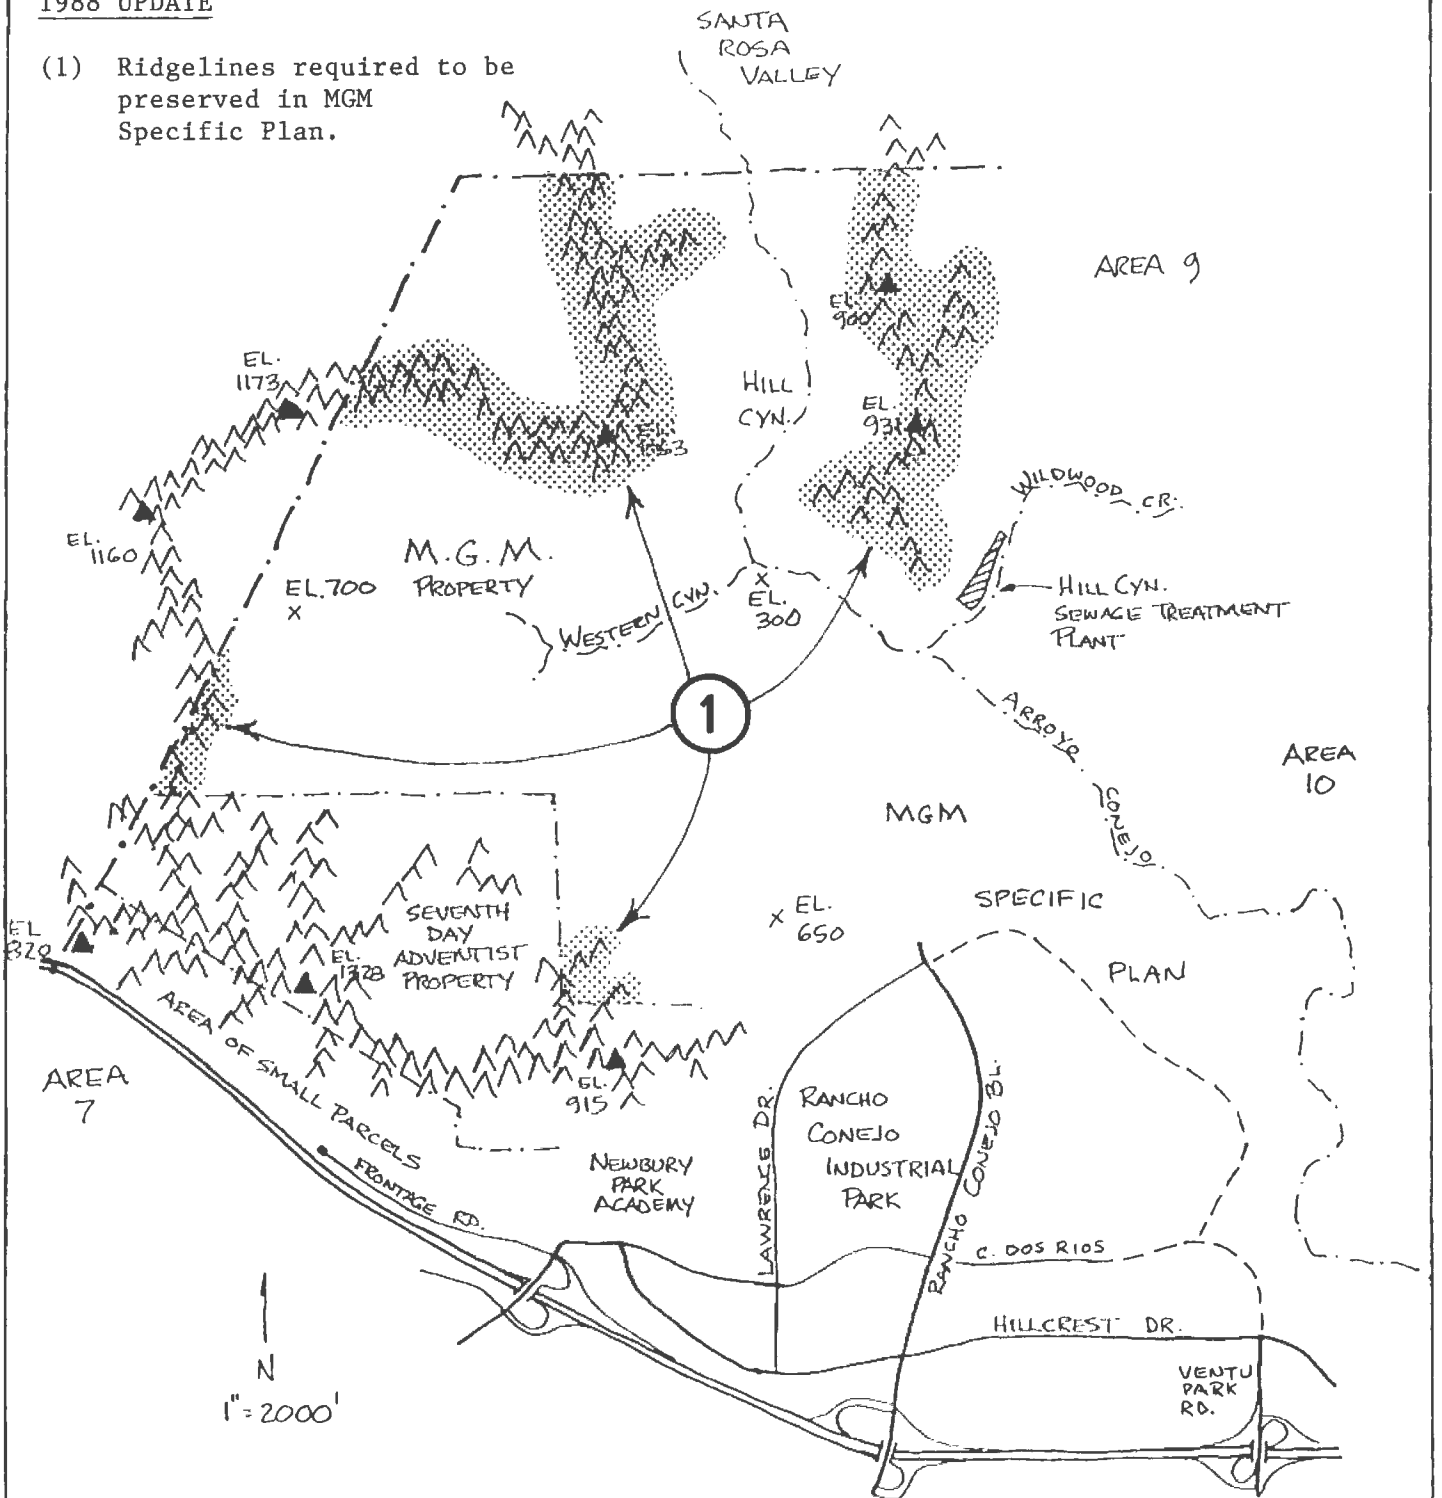 1988 UPDATE
(1) Ridgelines required to be
preserved in MGM
Specific Plan.
SANTA
ROSA
VALLEY
AREA 9
EL.
900
EL.
1173
HILL
CYN.
EL.
931
WILDWOOD CR.
EL.
1160
M.G.M.
PROPERTY
EL. 700
x
WESTERN CYN.
x
EL.
300
HILL CYN.
SEWAGE TREATMENT
PLANT
1
ARROYO
CONEJO
AREA
10
MGM
SPECIFIC
PLAN
x EL.
650
SEVENTH
DAY
ADVENTIST
PROPERTY
EL
820
EL.
1328
AREA OF SMALL PARCELS
AREA
7
EL.
915
LAWRENCE DR.
RANCHO
CONEJO
INDUSTRIAL
PARK
RANCHO CONEJO BL.
NEWBURY
PARK
ACADEMY
FRONTAGE RD.
C. DOS RIOS
HILLCREST DR.
VENTU
PARK
RD.
N
1"=2000'